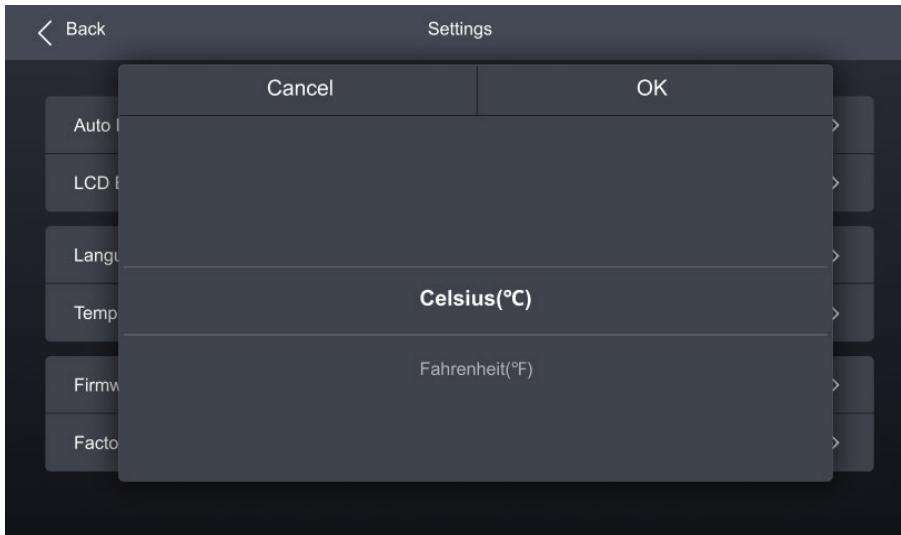 Back
Settings
Cancel
OK
Auto
LCD
Langu
Temp
Firmw
Facto
Celsius(℃)
Fahrenheit(℉)